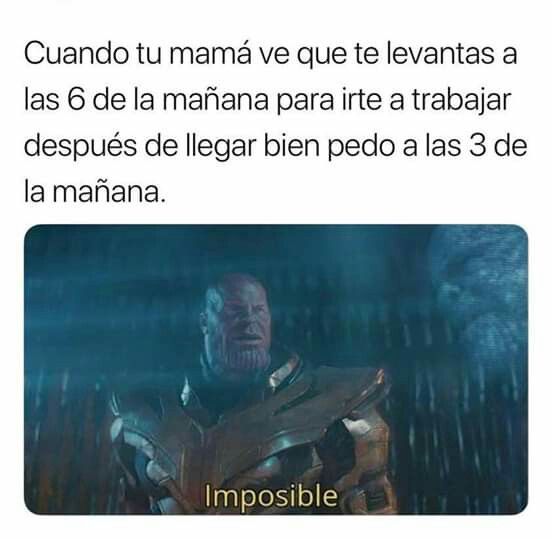 Cuando tu mamá ve que te levantas a
las 6 de la mañana para irte a trabajar
después de llegar bien pedo a las 3 de
la mañana.
Imposible